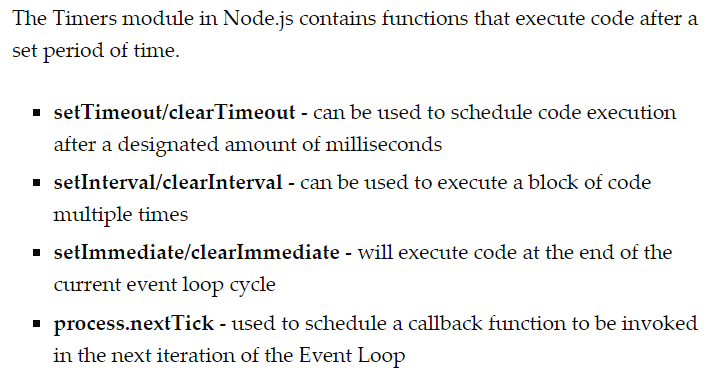 The Timers module in Node.js contains functions that execute code after a
set period of time.
▪ setTimeout/clearTimeout - can be used to schedule code execution
after a designated amount of milliseconds
▪ setInterval/clearInterval - can be used to execute a block of code
multiple times
▪ setImmediate/clearImmediate - will execute code at the end of the
current event loop cycle
▪ process.nextTick - used to schedule a callback function to be invoked
in the next iteration of the Event Loop